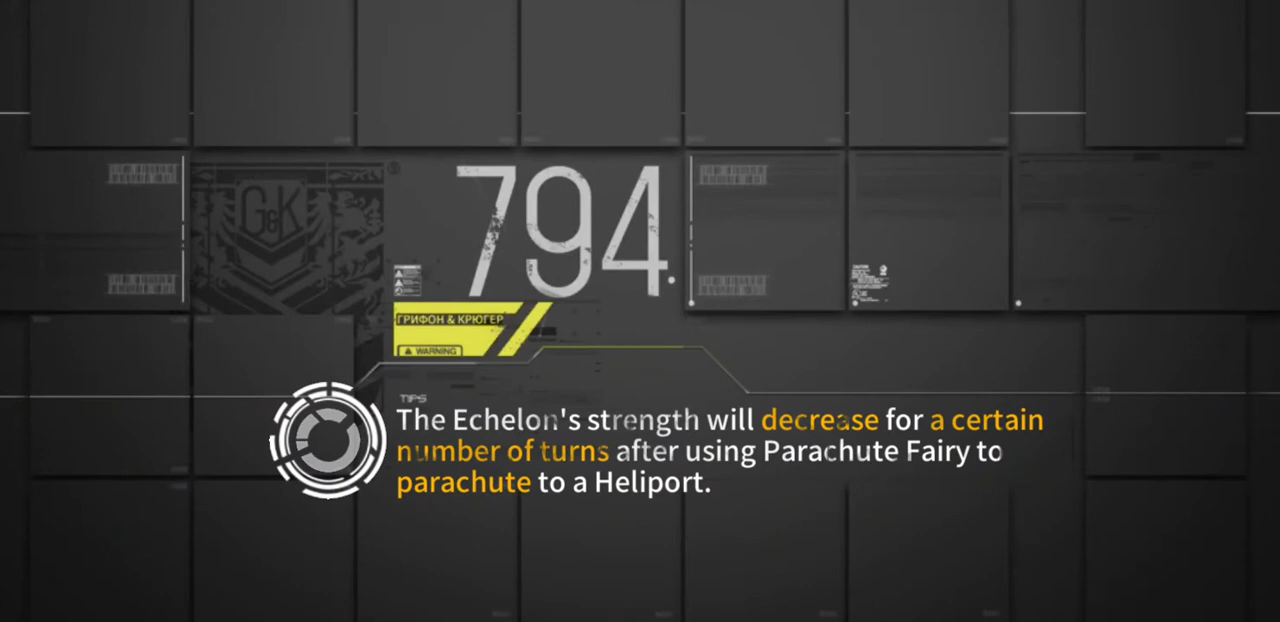 G&K
794.
ГРИФОН & КРЮГЕР
WARNING
TIPS
The Echelon's strength will decrease for a certain
number of turns after using Parachute Fairy to
parachute to a Heliport.